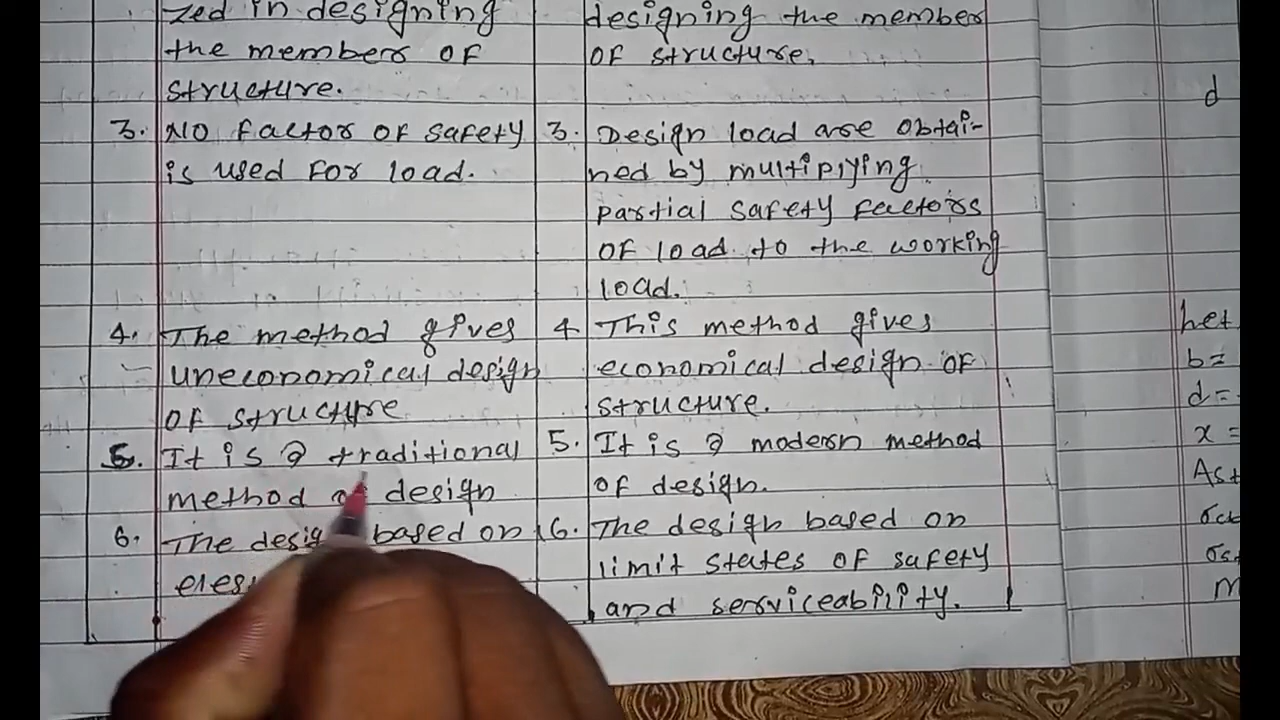 zed in designing
the members of
structure.
3. No factor of safety
is used for load.
4. The method gives
uneconomical design
of structure
5. It is a traditional
method design
6. The based on
designing the member
of structure.
3. Design load are obtai-
ned by multiplying
partial safety factors
of load to the working
load.
4. This method gives
economical design of
structure.
5. It is a modern method
of design.
6. The design based on
limit states of safety
and serviceability.
d
het
b=
d=
x =
Ast